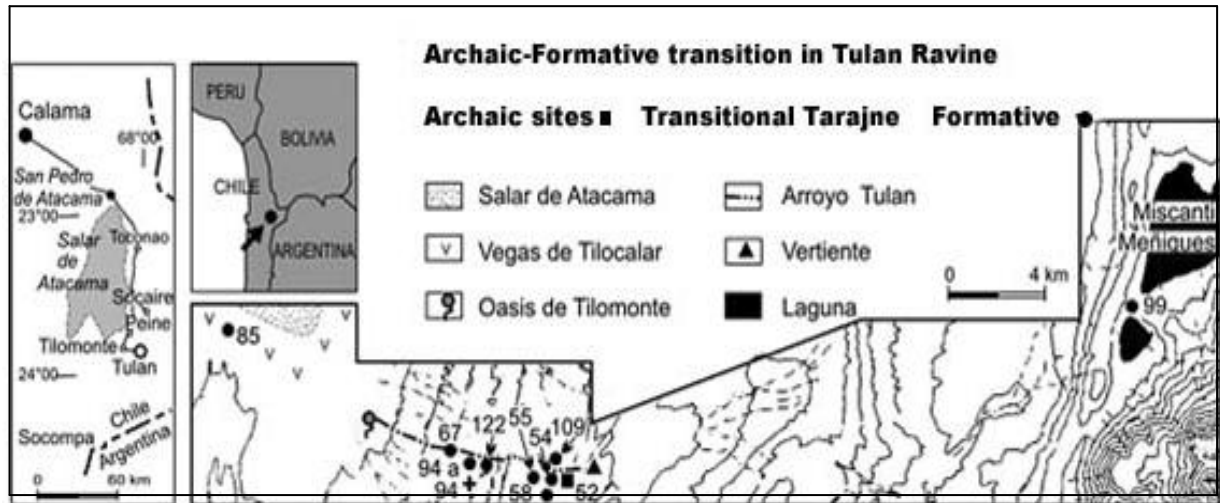 Archaic-Formative transition in Tulan Ravine
Archaic sites Transitional Tarajne Formative
Calama
68°00
San Pedro
de Atacama
23°00
Toconao
Salar
de
Atacama
Socaire
Peine
Tilomonte
Tulan
24°00
Socompa
Chile
Argentina
0 60 km
PERU
BOLIVIA
CHILE
ARGENTINA
Salar de Atacama
Arroyo Tulan
Vegas de Tilocalar
Vertiente
Oasis de Tilomonte
Laguna
0 4 km
Miscanti
Meñiques
99
85
67
122
55
54
109
94 a
94
58
52